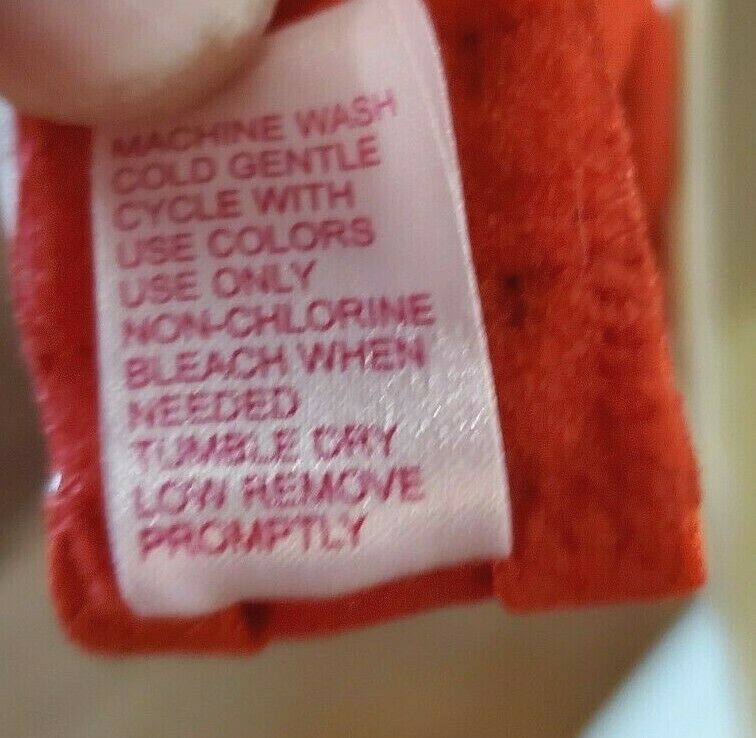 MACHINE WASH
COLD GENTLE
CYCLE WITH
USE COLORS
USE ONLY
NON-CHLORINE
BLEACH WHEN
NEEDED
TUMBLE DRY
LOW REMOVE
PROMPTLY